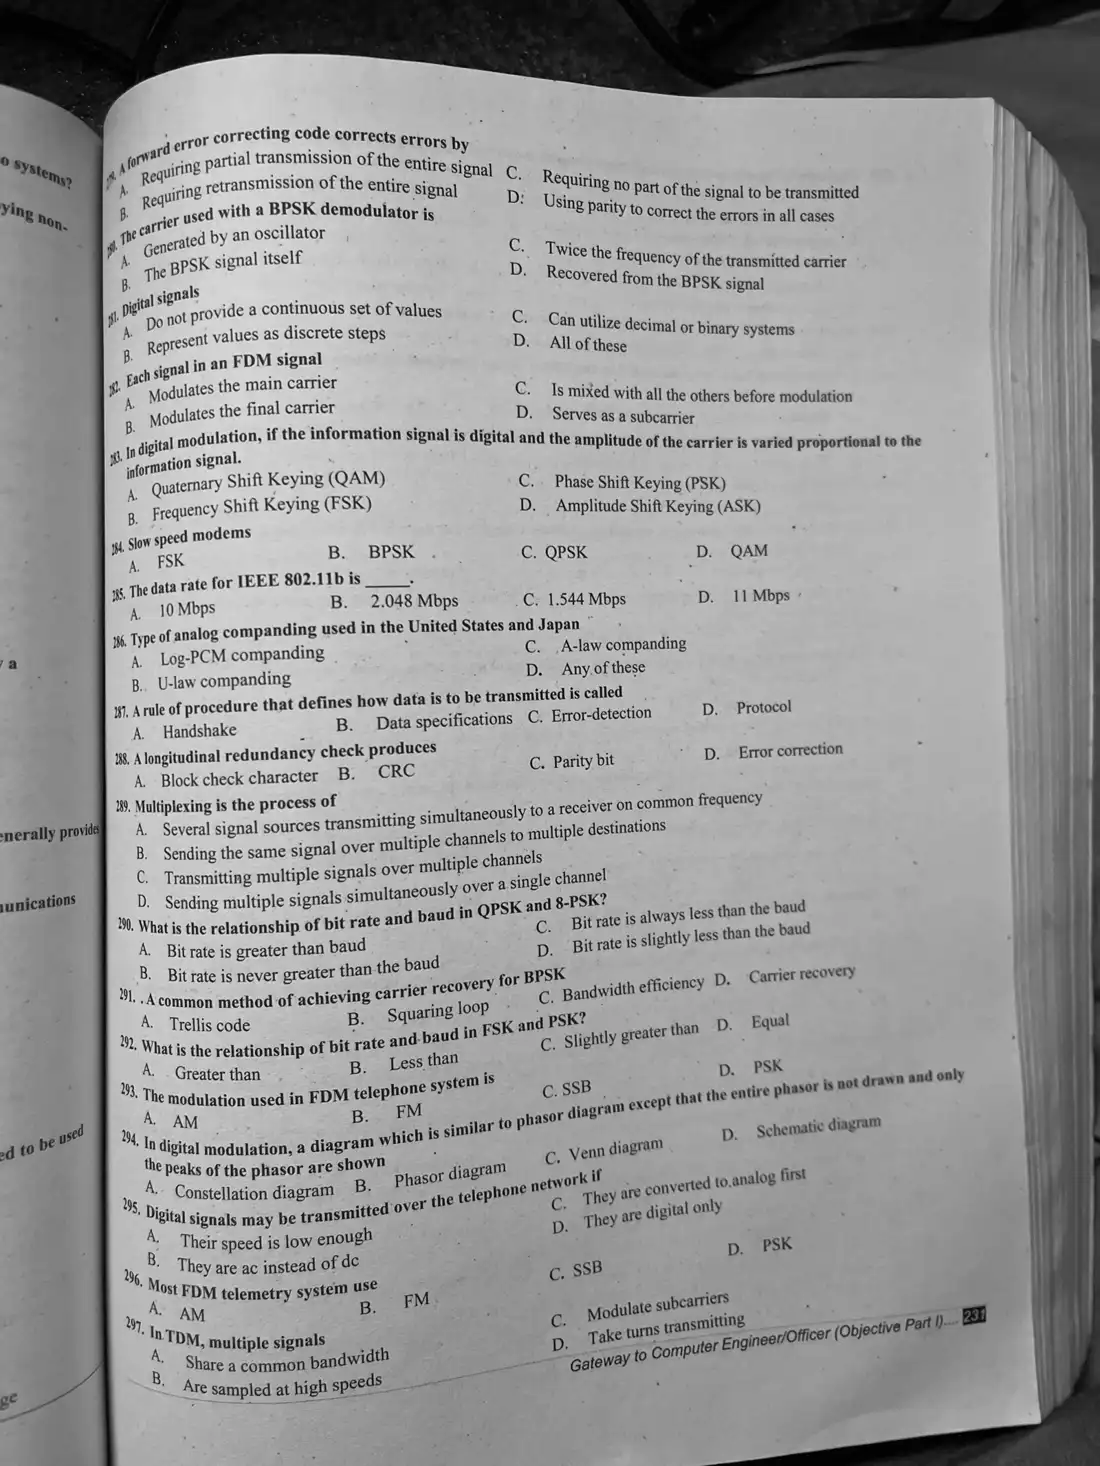 o systems?
ying non-
y a
enerally provides
unications
ed to be used
ge
279. A forward error correcting code corrects errors by
A. Requiring partial transmission of the entire signal C. Requiring no part of the signal to be transmitted
B. Requiring retransmission of the entire signal D: Using parity to correct the errors in all cases
280. The carrier used with a BPSK demodulator is
A. Generated by an oscillator C. Twice the frequency of the transmitted carrier
B. The BPSK signal itself D. Recovered from the BPSK signal
281. Digital signals
A. Do not provide a continuous set of values C. Can utilize decimal or binary systems
B. Represent values as discrete steps D. All of these
282. Each signal in an FDM signal
A. Modulates the main carrier C. Is mixed with all the others before modulation
B. Modulates the final carrier D. Serves as a subcarrier
283. In digital modulation, if the information signal is digital and the amplitude of the carrier is varied proportional to the
information signal.
A. Quaternary Shift Keying (QAM) C. Phase Shift Keying (PSK)
B. Frequency Shift Keying (FSK) D. Amplitude Shift Keying (ASK)
284. Slow speed modems
A. FSK B. BPSK C. QPSK D. QAM
285. The data rate for IEEE 802.11b is _____.
A. 10 Mbps B. 2.048 Mbps C. 1.544 Mbps D. 11 Mbps
286. Type of analog companding used in the United States and Japan
A. Log-PCM companding C. A-law companding
B. U-law companding D. Any of these
287. A rule of procedure that defines how data is to be transmitted is called
A. Handshake B. Data specifications C. Error-detection D. Protocol
288. A longitudinal redundancy check produces
A. Block check character B. CRC C. Parity bit D. Error correction
289. Multiplexing is the process of
A. Several signal sources transmitting simultaneously to a receiver on common frequency
B. Sending the same signal over multiple channels to multiple destinations
C. Transmitting multiple signals over multiple channels
D. Sending multiple signals simultaneously over a single channel
290. What is the relationship of bit rate and baud in QPSK and 8-PSK?
A. Bit rate is greater than baud C. Bit rate is always less than the baud
B. Bit rate is never greater than the baud D. Bit rate is slightly less than the baud
291. . A common method of achieving carrier recovery for BPSK
A. Trellis code B. Squaring loop C. Bandwidth efficiency D. Carrier recovery
292. What is the relationship of bit rate and baud in FSK and PSK?
A. Greater than B. Less than C. Slightly greater than D. Equal
293. The modulation used in FDM telephone system is
A. AM B. FM C. SSB D. PSK
294. In digital modulation, a diagram which is similar to phasor diagram except that the entire phasor is not drawn and only
the peaks of the phasor are shown
A. Constellation diagram B. Phasor diagram C. Venn diagram D. Schematic diagram
295. Digital signals may be transmitted over the telephone network if
A. Their speed is low enough C. They are converted to analog first
B. They are ac instead of dc D. They are digital only
296. Most FDM telemetry system use
A. AM B. FM C. SSB D. PSK
297. In TDM, multiple signals
A. Share a common bandwidth C. Modulate subcarriers
B. Are sampled at high speeds D. Take turns transmitting
Gateway to Computer Engineer/Officer (Objective Part I).... 231